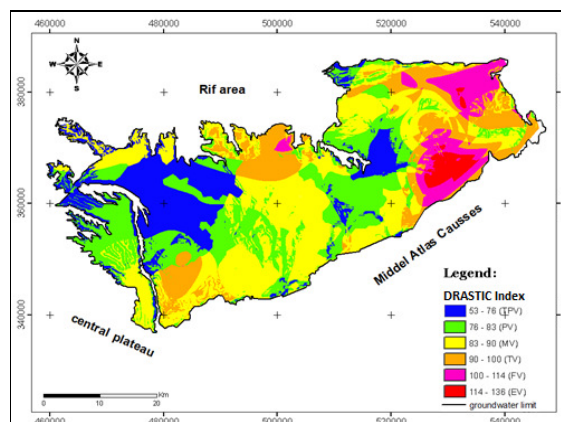 460000 480000 500000 520000 540000
N
W E
S
380000
380000
Rif area
360000
360000
Middel Atlas Causses
Legend:
DRASTIC Index
53 - 76 (TPV)
76 - 83 (PV)
83 - 90 (MV)
90 - 100 (TV)
100 - 114 (FV)
114 - 136 (EV)
groundwater limit
340000
340000
central plateau
0 10 20
km
460000 480000 500000 520000 540000